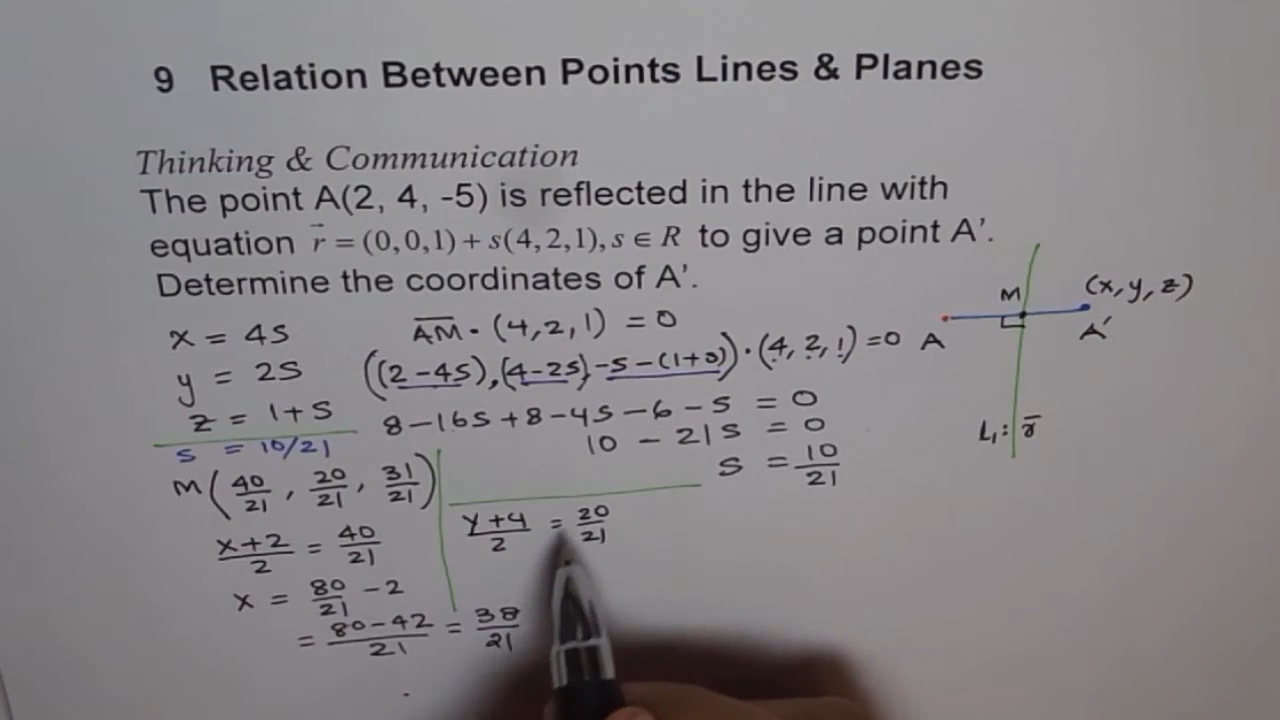 9 Relation Between Points Lines & Planes
Thinking & Communication
The point A(2, 4, -5) is reflected in the line with
equation r⃗ = (0,0,1) + s(4,2,1), s ∈ R to give a point A'.
Determine the coordinates of A'.
x = 4s
y = 2s
z = 1+s
s = 10/21
M(40/21, 20/21, 31/21)
(x+2)/2 = 40/21
x = 80/21 - 2
= (80-42)/21 = 38/21
A̅M̅ · (4,2,1) = 0
((2-4s), (4-2s), -5-(1+s)) · (4, 2, 1) = 0
8-16s+8-4s-6-s = 0
10 - 21s = 0
s = 10/21
(y+4)/2 = 20/21
M
(x, y, z)
A
A'
L₁: r̅